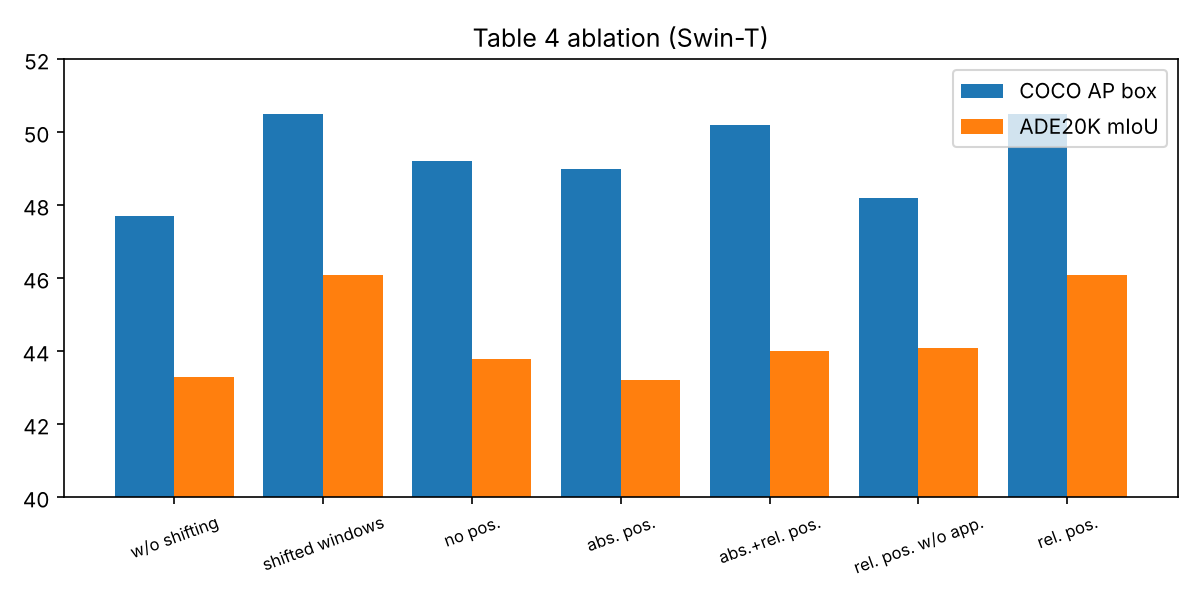 Table 4 ablation (Swin-T)
52
50
48
46
44
42
40
COCO AP box
ADE20K mIoU
w/o shifting
shifted windows
no pos.
abs. pos.
abs.+rel. pos.
rel. pos. w/o app.
rel. pos.